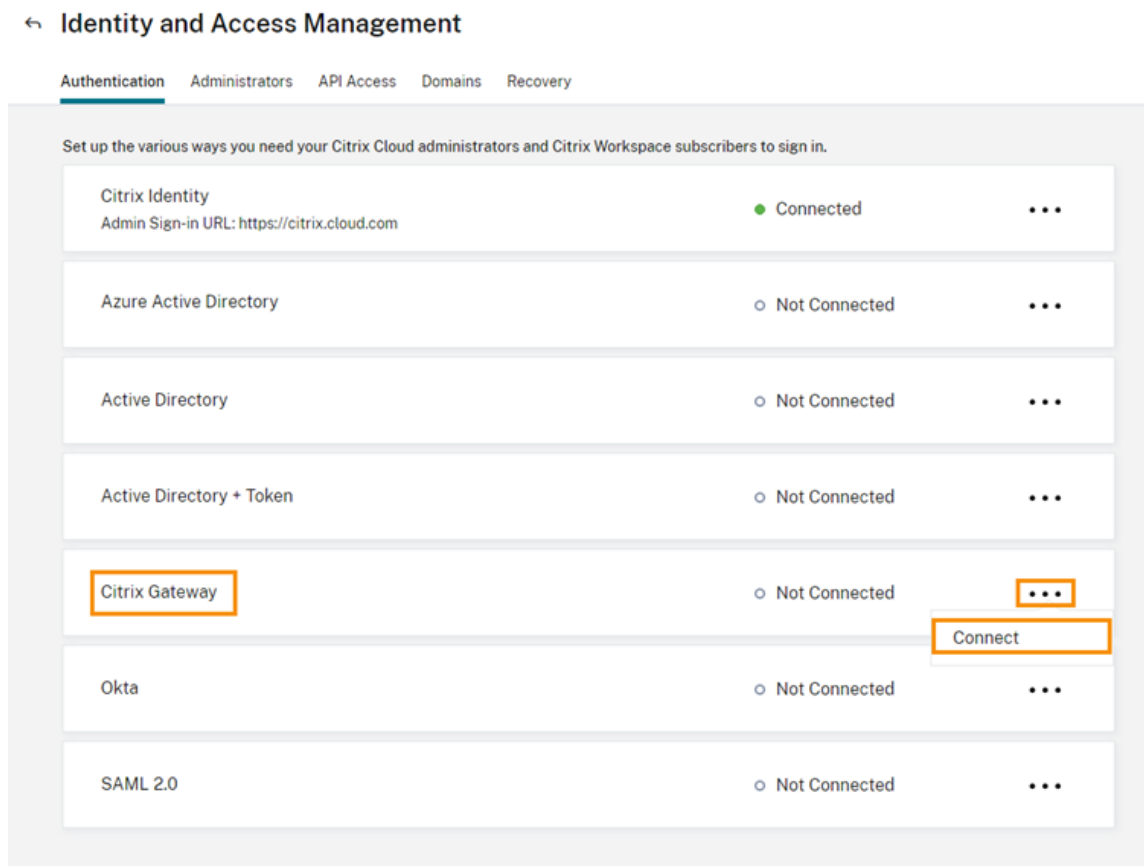 Identity and Access Management
Authentication Administrators API Access Domains Recovery
Set up the various ways you need your Citrix Cloud administrators and Citrix Workspace subscribers to sign in.
Citrix Identity
Admin Sign-in URL: https://citrix.cloud.com
Connected
Azure Active Directory
Not Connected
Active Directory
Not Connected
Active Directory + Token
Not Connected
Citrix Gateway
Not Connected
Connect
Okta
Not Connected
SAML 2.0
Not Connected